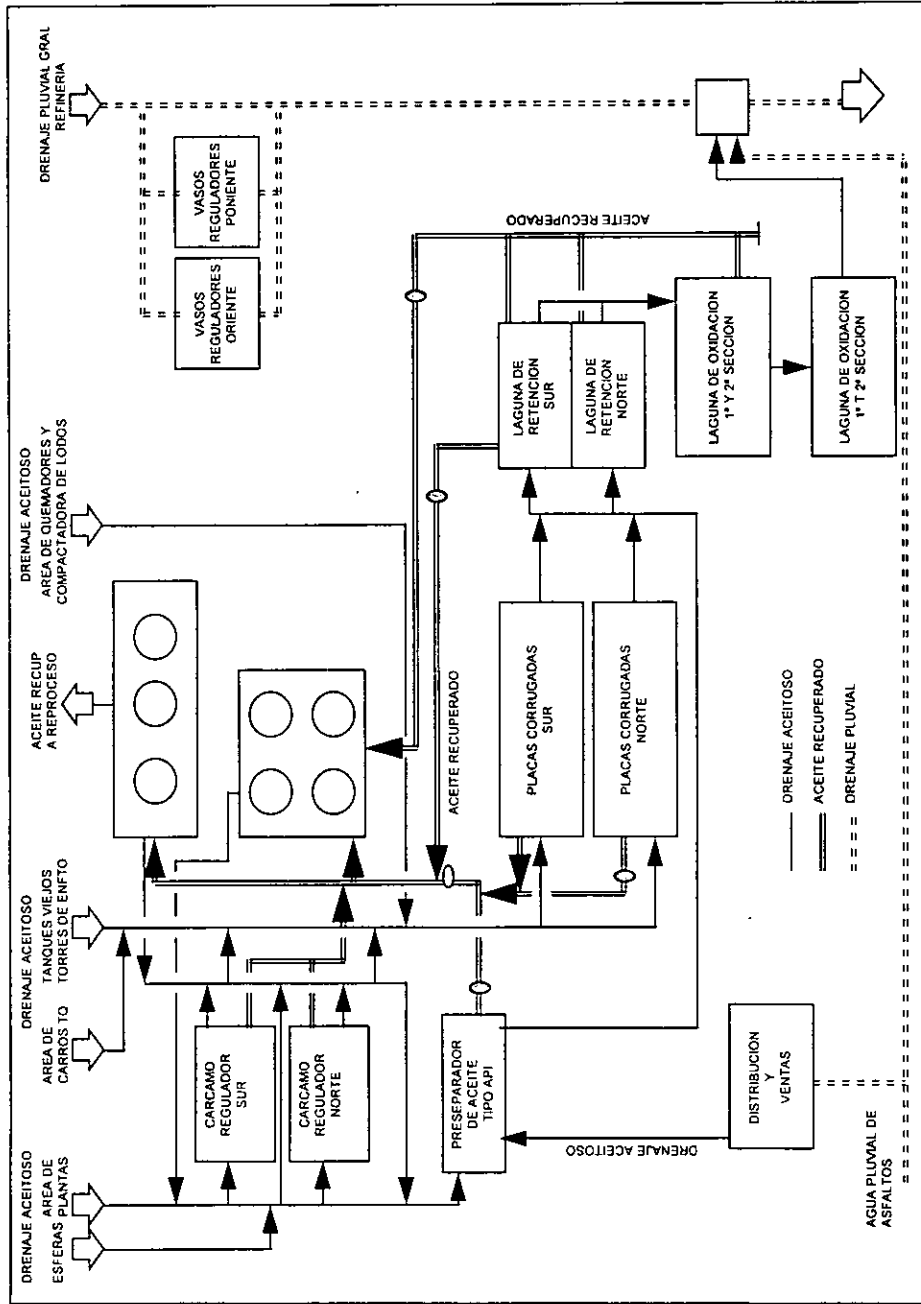 DRENAJE ACEITOSO
ESFERAS
AREA DE
PLANTAS
AREA DE
CARROS TQ
DRENAJE ACEITOSO
TANQUES VIEJOS
TORRES DE ENFTO
ACEITE RECUP
A REPROCESO
DRENAJE ACEITOSO
AREA DE QUEMADORES Y
COMPACTADORA DE LODOS
DRENAJE PLUVIAL GRAL
REFINERIA
CARCAMO
REGULADOR
SUR
CARCAMO
REGULADOR
NORTE
VASOS
REGULADORES
ORIENTE
VASOS
REGULADORES
PONIENTE
PRESEPARADOR
DE ACEITE
TIPO API
ACEITE RECUPERADO
PLACAS CORRUGADAS
SUR
PLACAS CORRUGADAS
NORTE
LAGUNA DE
RETENCION
SUR
LAGUNA DE
RETENCION
NORTE
ACEITE RECUPERADO
LAGUNA DE OXIDACION
1ª Y 2ª SECCION
LAGUNA DE OXIDACION
1ª T 2ª SECCION
DRENAJE ACEITOSO
DISTRIBUCION
Y
VENTAS
DRENAJE ACEITOSO
ACEITE RECUPERADO
DRENAJE PLUVIAL
AGUA PLUVIAL DE
ASFALTOS